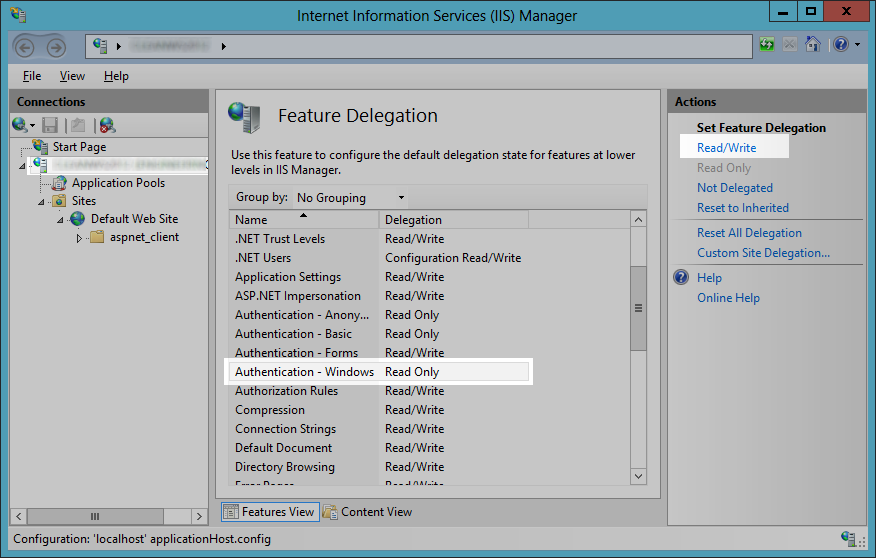 Internet Information Services (IIS) Manager
File View Help
Connections
Start Page
Application Pools
Sites
Default Web Site
aspnet_client
Feature Delegation
Use this feature to configure the default delegation state for features at lower
levels in IIS Manager.
Group by: No Grouping
Name Delegation
.NET Trust Levels Read/Write
.NET Users Configuration Read/Write
Application Settings Read/Write
ASP.NET Impersonation Read/Write
Authentication - Anony... Read Only
Authentication - Basic Read Only
Authentication - Forms Read/Write
Authentication - Windows Read Only
Authorization Rules Read/Write
Compression Read/Write
Connection Strings Read/Write
Default Document Read/Write
Directory Browsing Read/Write
Error Pages Read/Write
Features View Content View
Actions
Set Feature Delegation
Read/Write
Read Only
Not Delegated
Reset to Inherited
Reset All Delegation
Custom Site Delegation...
Help
Online Help
Configuration: 'localhost' applicationHost.config